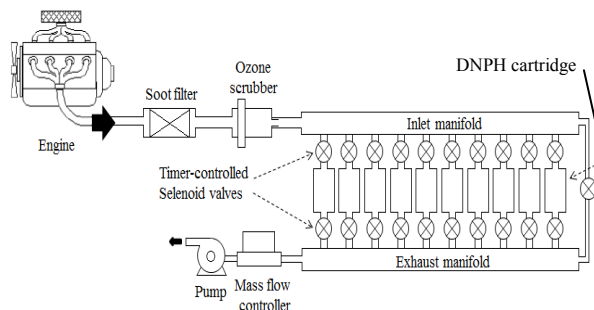 DNPH cartridge
Ozone
scrubber
Soot filter
Engine
Inlet manifold
Timer-controlled
Selenoid valves
Exhaust manifold
Pump
Mass flow
controller